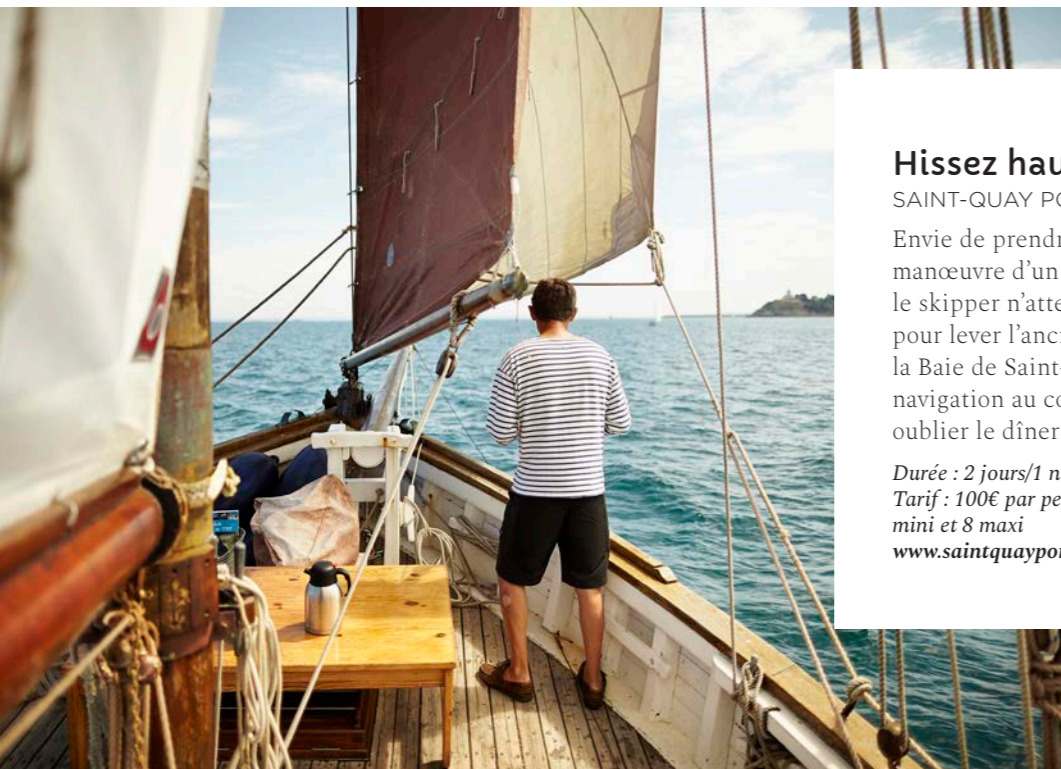 Hissez hau
SAINT-QUAY PO
Envie de prendr
manœuvre d'un
le skipper n'atte
pour lever l'anc
la Baie de Saint-
navigation au co
oublier le dîner
Durée : 2 jours/1 n
Tarif : 100€ par pe
mini et 8 maxi
www.saintquaypor